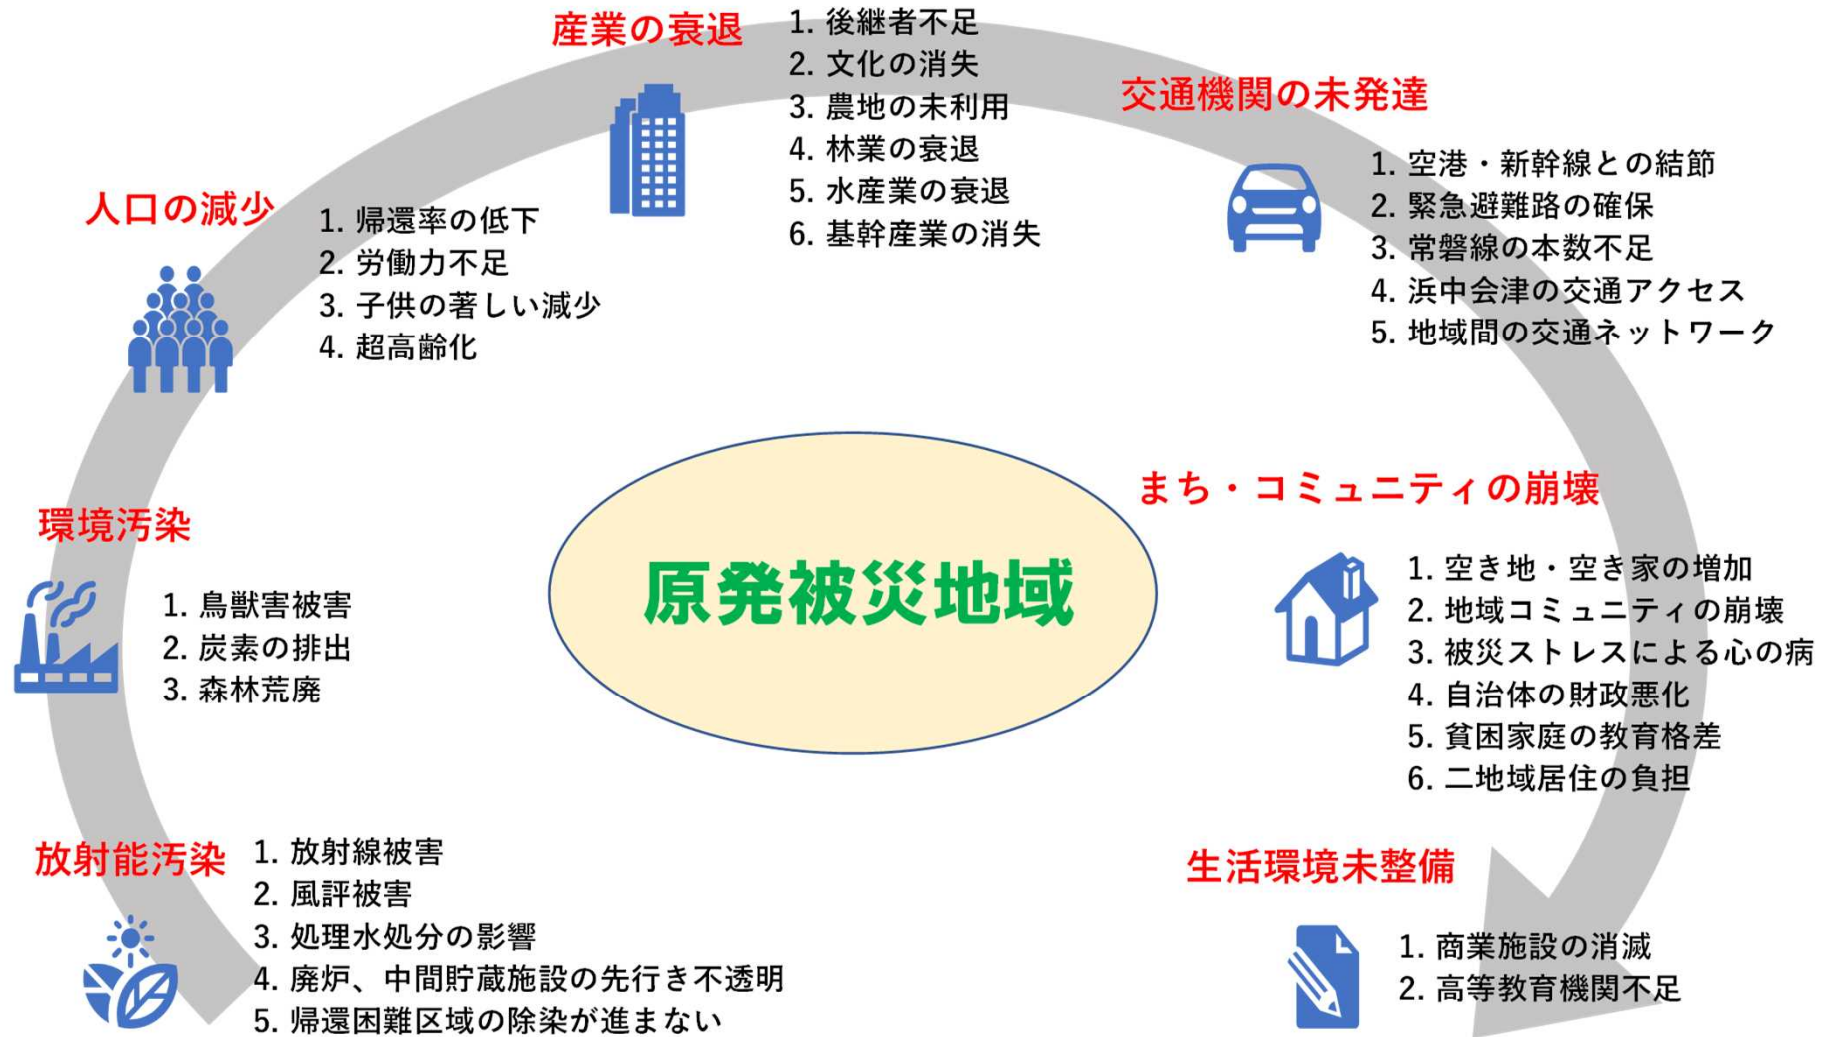 産業の衰退
1. 後継者不足
2. 文化の消失
3. 農地の未利用
4. 林業の衰退
5. 水産業の衰退
6. 基幹産業の消失
交通機関の未発達
1. 空港・新幹線との結節
2. 緊急避難路の確保
3. 常磐線の本数不足
4. 浜中会津の交通アクセス
5. 地域間の交通ネットワーク
人口の減少
1. 帰還率の低下
2. 労働力不足
3. 子供の著しい減少
4. 超高齢化
原発被災地域
まち・コミュニティの崩壊
1. 空き地・空き家の増加
2. 地域コミュニティの崩壊
3. 被災ストレスによる心の病
4. 自治体の財政悪化
5. 貧困家庭の教育格差
6. 二地域居住の負担
環境汚染
1. 鳥獣害被害
2. 炭素の排出
3. 森林荒廃
放射能汚染
1. 放射線被害
2. 風評被害
3. 処理水処分の影響
4. 廃炉、中間貯蔵施設の先行き不透明
5. 帰還困難区域の除染が進まない
生活環境未整備
1. 商業施設の消滅
2. 高等教育機関不足